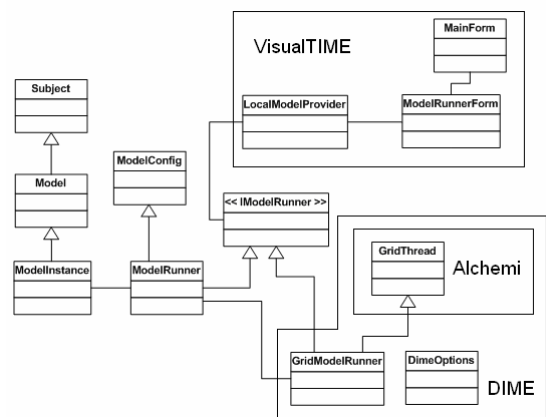 MainForm
VisualTIME
Subject
LocalModelProvider
ModelRunnerForm
ModelConfig
Model
<< IModelRunner >>
GridThread
Alchemi
ModelInstance
ModelRunner
GridModelRunner
DimeOptions
DIME